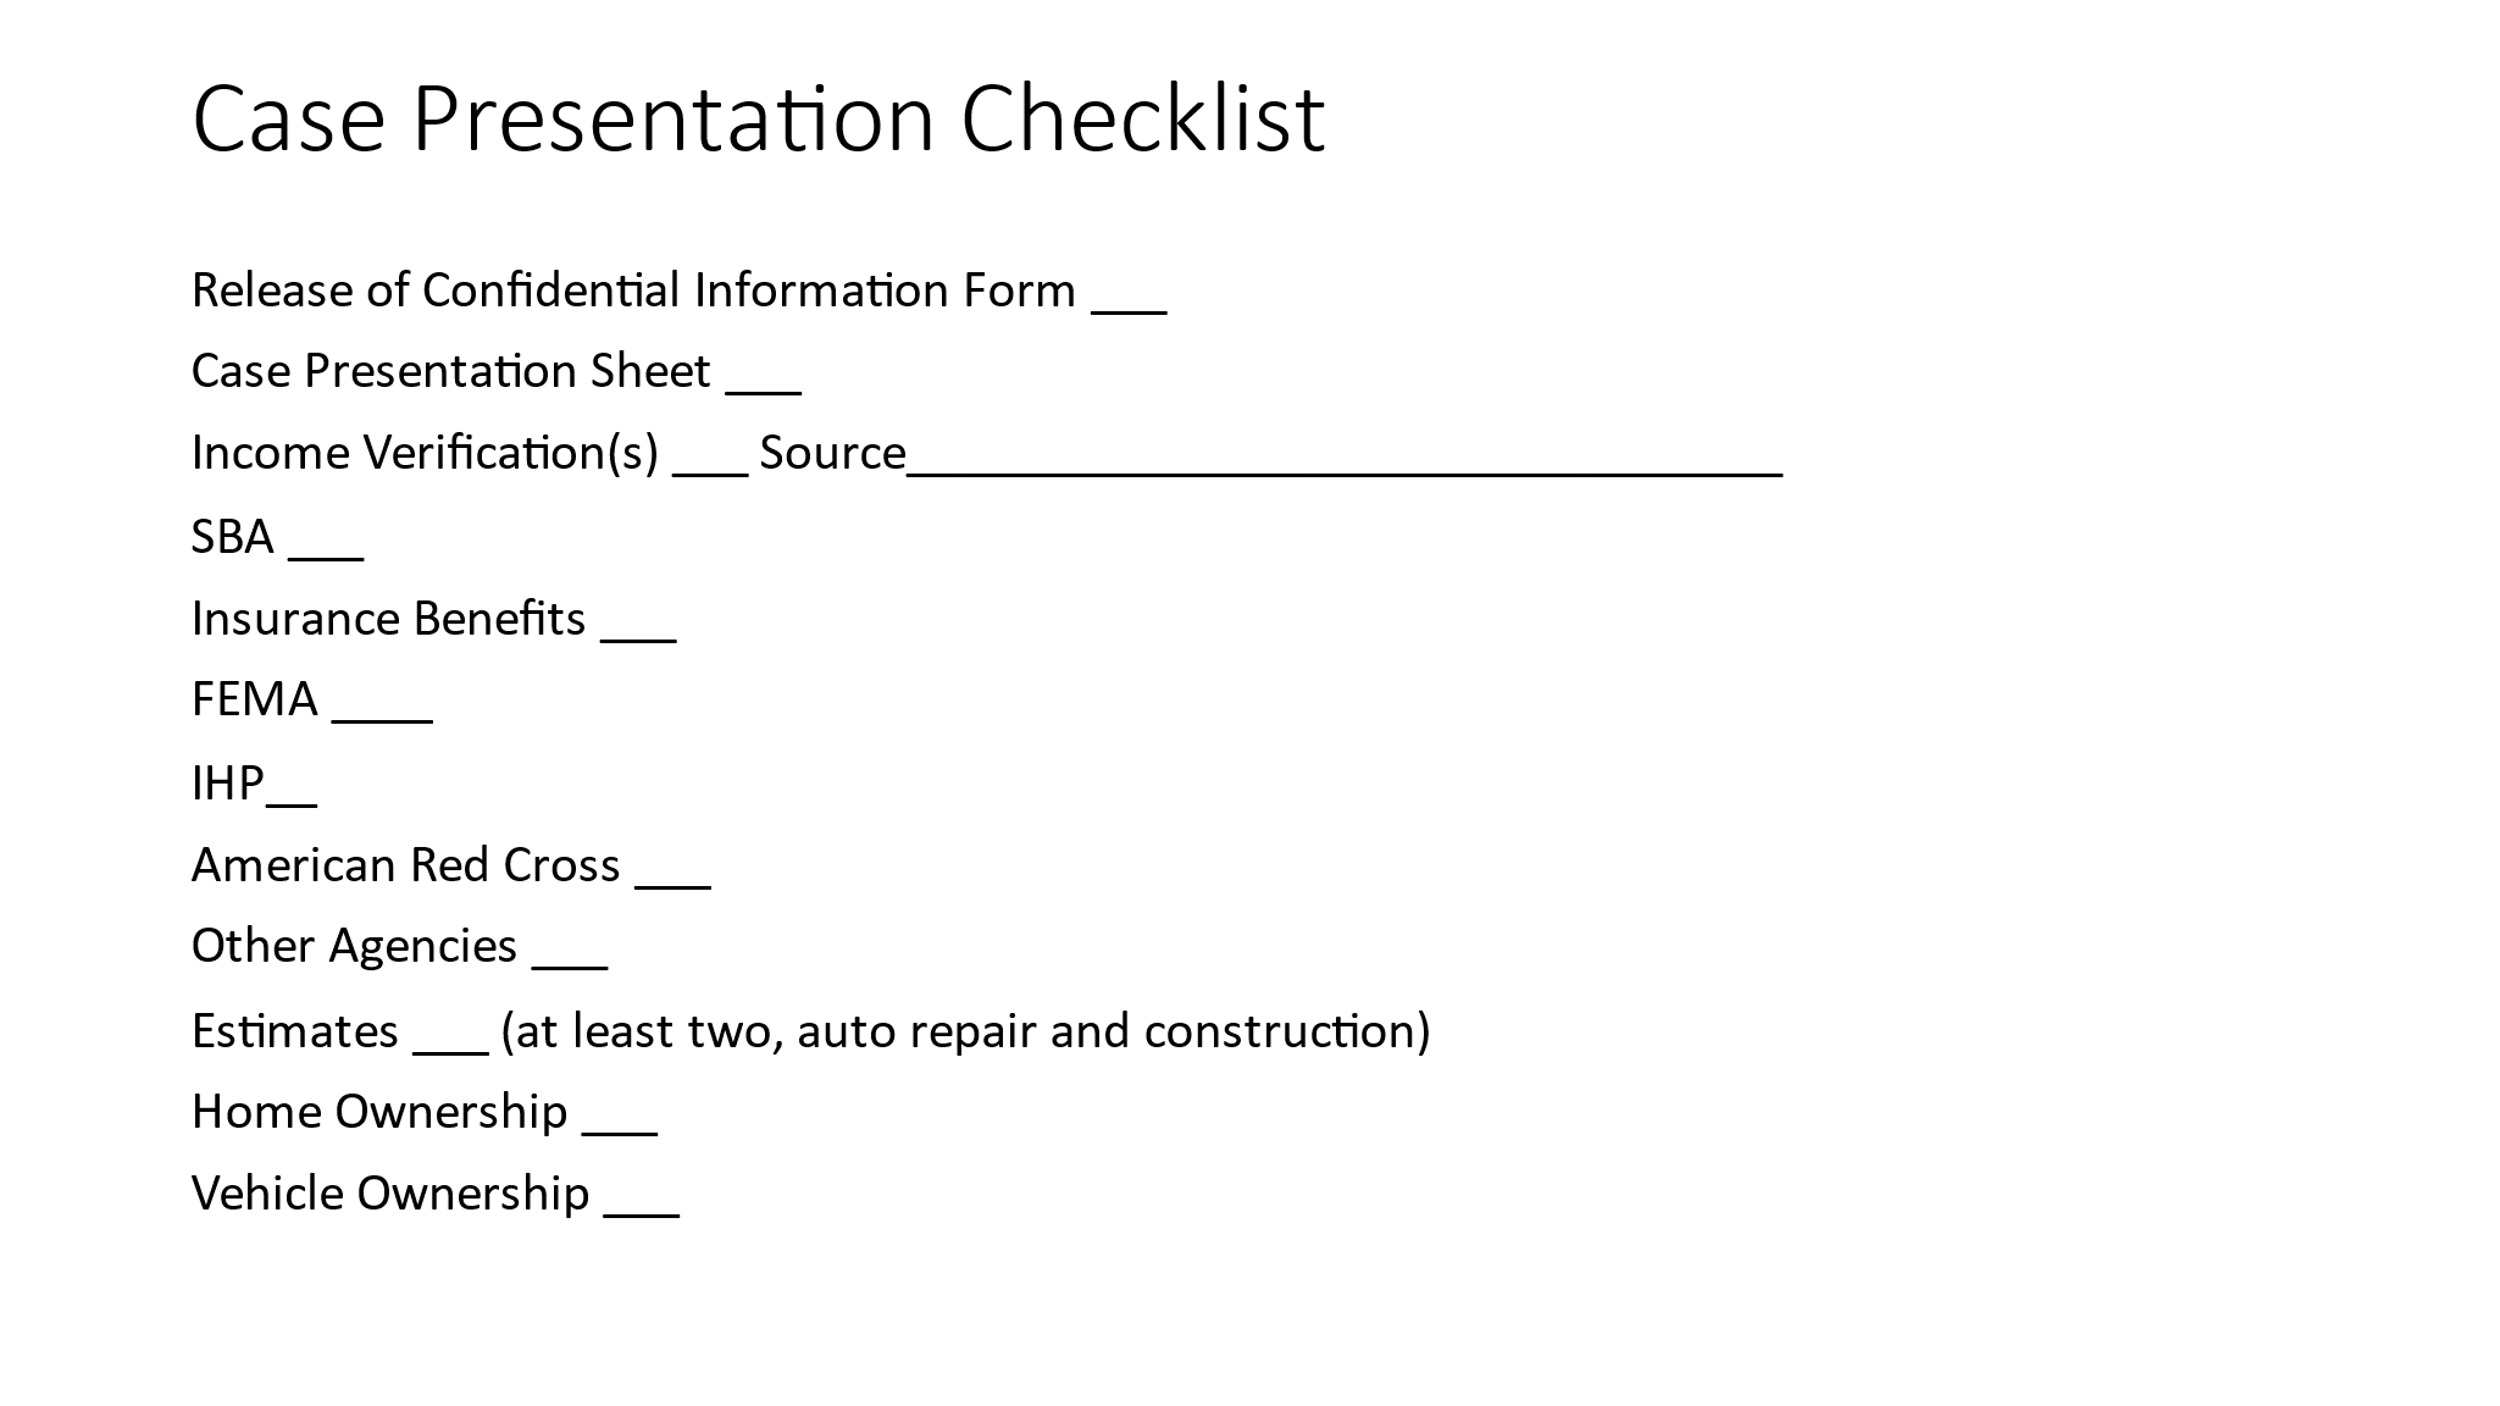 Case Presentation Checklist
Release of Confidential Information Form ___
Case Presentation Sheet ___
Income Verification(s) ___ Source___________________________________
SBA ___
Insurance Benefits ___
FEMA ____
IHP__
American Red Cross ___
Other Agencies ___
Estimates ___ (at least two, auto repair and construction)
Home Ownership ___
Vehicle Ownership ___